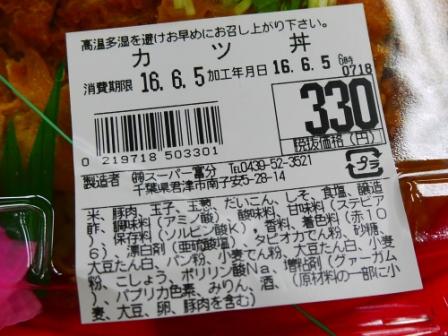 高温多湿を避けお早めにお召し上がり下さい。
カツ丼
消費期限 16.6.5 加工年月日 16.6.5 6時
0718
330
税抜価格(円)
0 219718 503301
プラ
製造者 ㈲スーパー富分 TEL0439-52-3521
千葉県君津市南子安5-28-14
米、豚肉、玉子、玉葱、だいこん、しそ、食塩、醸造
酢、調味料(アミノ酸)、酸味料、甘味料(ステビア
)、保存料(ソルビン酸K)、香料、着色料(赤10
6)、漂白剤(亜硫酸塩)、タピオカでん粉、砂糖、
大豆たん白、パン粉、小麦でん粉、大豆たん白、小麦
粉、こしょう、ポリリン酸Na、増粘剤(グァーガム
)、パプリカ色素、みりん、酒、(原材料の一部に小
麦、大豆、卵、豚肉を含む)